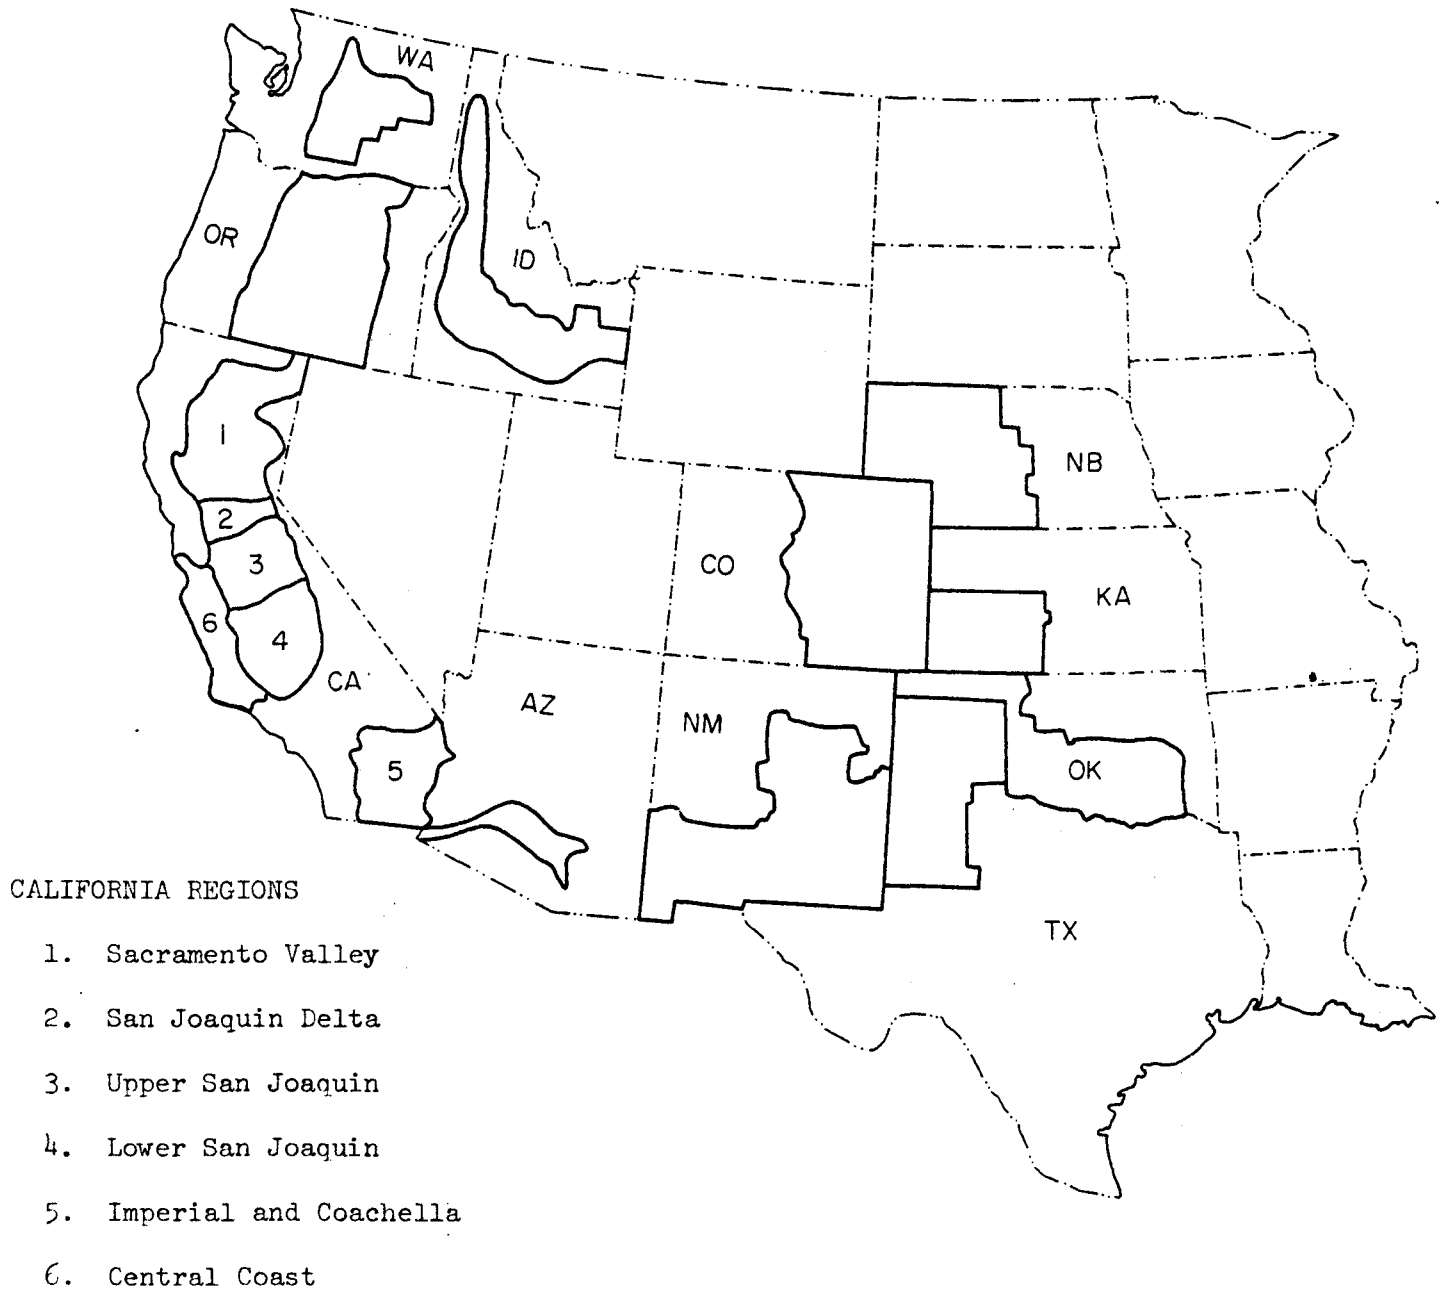 WA
OR
ID
1
2
3
6
4
CA
5
AZ
NM
CO
NB
KA
OK
TX
CALIFORNIA REGIONS
1. Sacramento Valley
2. San Joaquin Delta
3. Upper San Joaquin
4. Lower San Joaquin
5. Imperial and Coachella
6. Central Coast